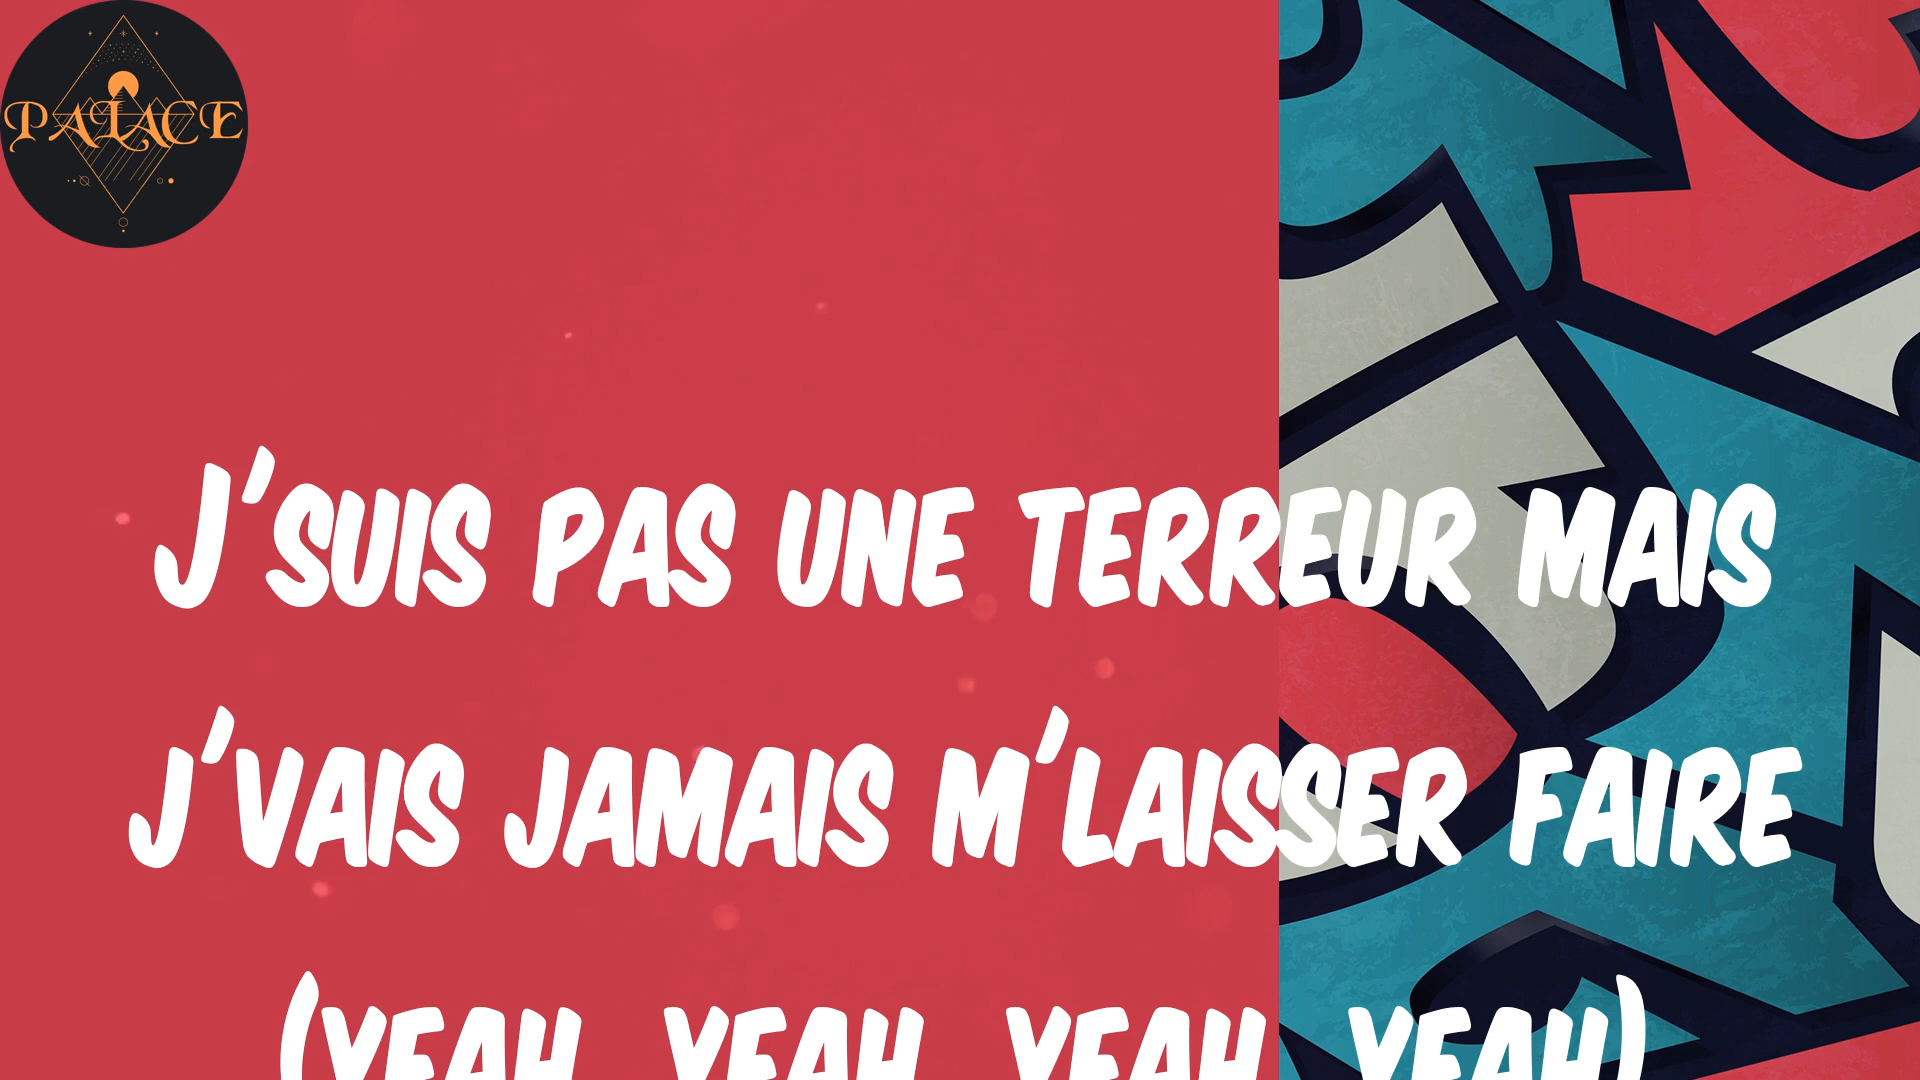 PALACE
J'SUIS PAS UNE TERREUR MAIS
J'VAIS JAMAIS M'LAISSER FAIRE
(YEAH, YEAH, YEAH, YEAH)